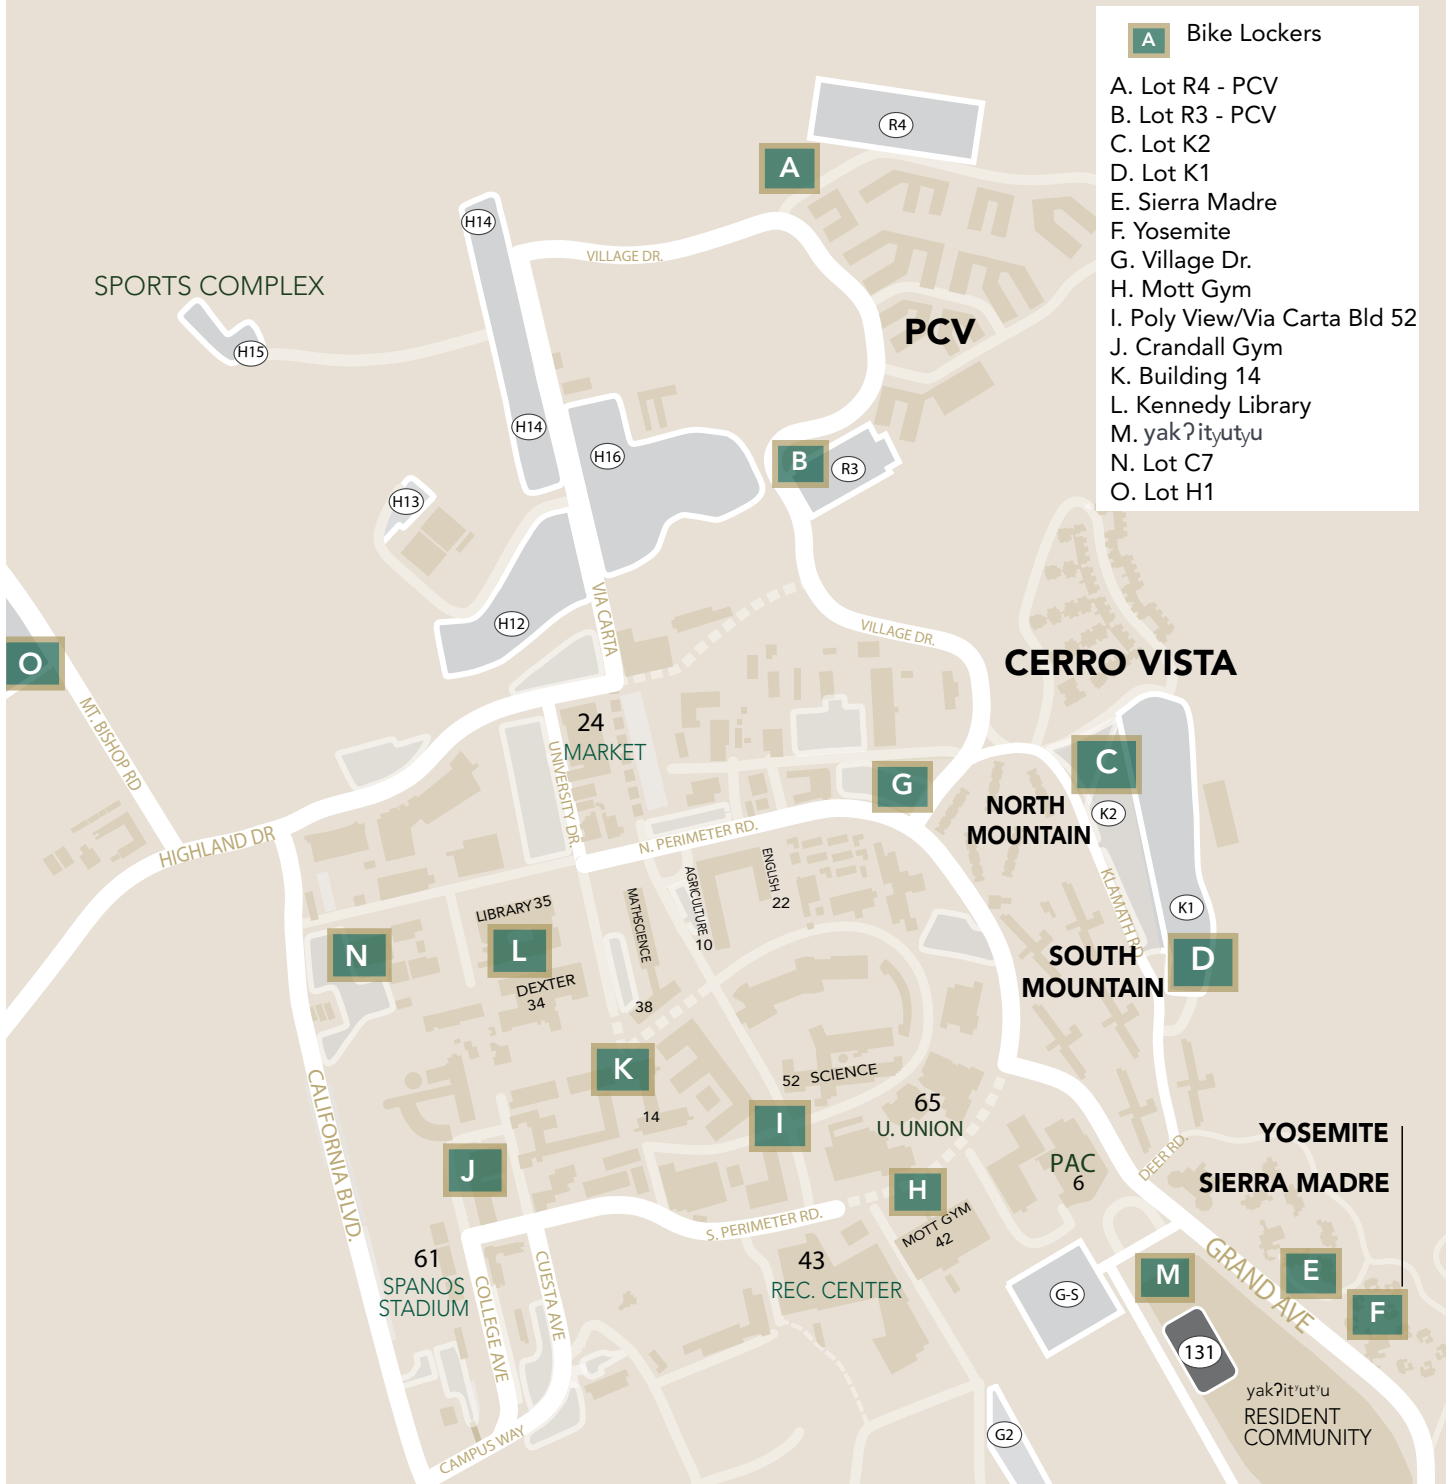 A Bike Lockers
A. Lot R4 - PCV
B. Lot R3 - PCV
C. Lot K2
D. Lot K1
E. Sierra Madre
F. Yosemite
G. Village Dr.
H. Mott Gym
I. Poly View/Via Carta Bld 52
J. Crandall Gym
K. Building 14
L. Kennedy Library
M. yakʔityutyu
N. Lot C7
O. Lot H1
R4
A
H14
VILLAGE DR.
SPORTS COMPLEX
PCV
H15
H14
H16
B
R3
H13
VIA CARTA
H12
VILLAGE DR.
O
CERRO VISTA
MT. BISHOP RD
24
MARKET
UNIVERSITY DR.
C
G
NORTH
MOUNTAIN
K2
HIGHLAND DR
N. PERIMETER RD.
ENGLISH
22
AGRICULTURE
10
MATHSCIENCE
38
KLAMATH RD.
K1
LIBRARY 35
N
L
DEXTER
34
SOUTH
MOUNTAIN
D
K
14
52 SCIENCE
CALIFORNIA BLVD.
65
U. UNION
I
YOSEMITE
J
PAC
6
DEER RD.
SIERRA MADRE
H
MOTT GYM
42
S. PERIMETER RD.
61
SPANOS
STADIUM
COLLEGE AVE
CUESTA AVE
43
REC. CENTER
GRAND AVE
M
E
G-S
F
131
yakʔitʸutʸu
RESIDENT
COMMUNITY
G2
CAMPUS WAY